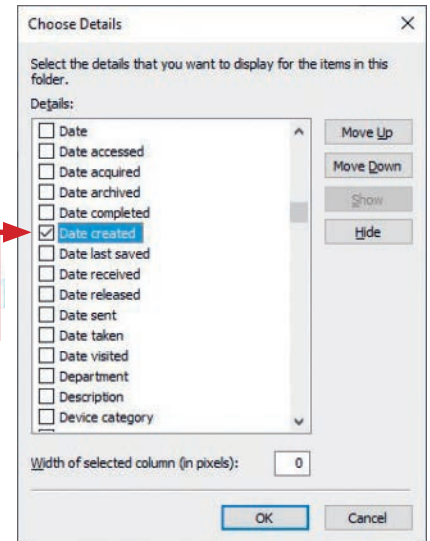 Choose Details
Select the details that you want to display for the items in this
folder.
Details:
Date
Date accessed
Date acquired
Date archived
Date completed
Date created
Date last saved
Date received
Date released
Date sent
Date taken
Date visited
Department
Description
Device category
Move Up
Move Down
Show
Hide
Width of selected column (in pixels):
0
OK
Cancel